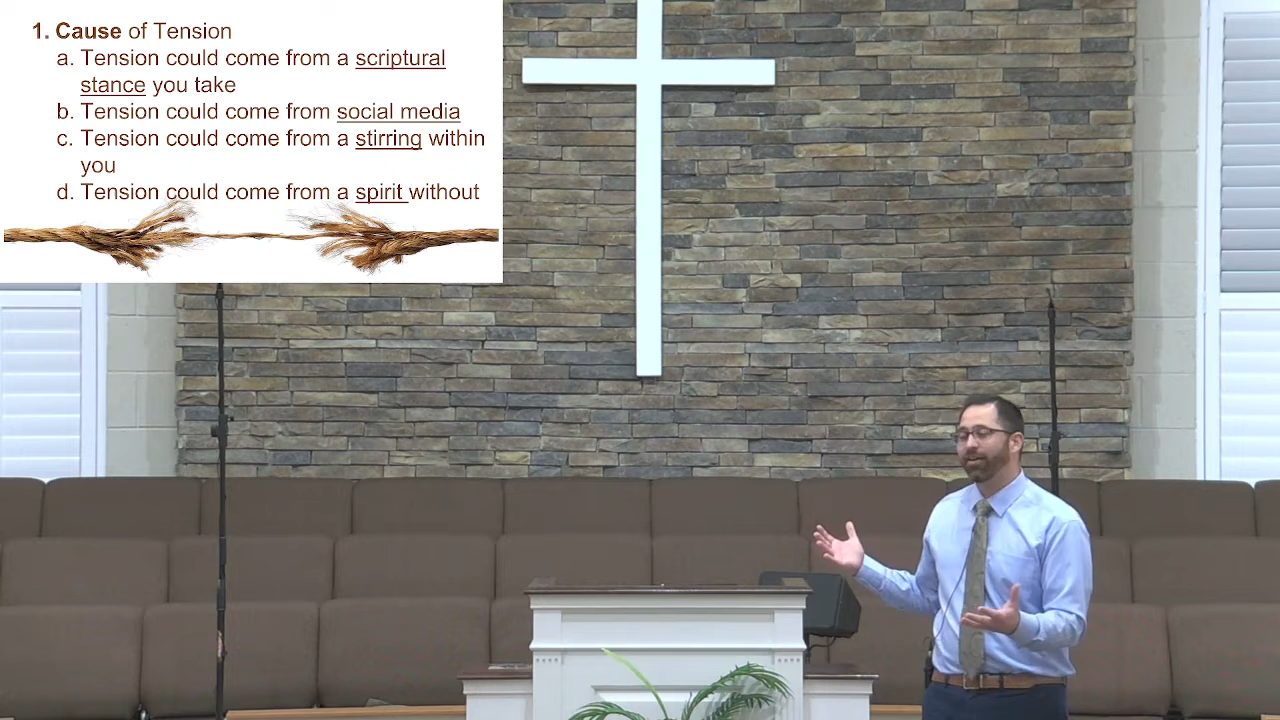 1. Cause of Tension
a. Tension could come from a scriptural
stance you take
b. Tension could come from social media
c. Tension could come from a stirring within
you
d. Tension could come from a spirit without